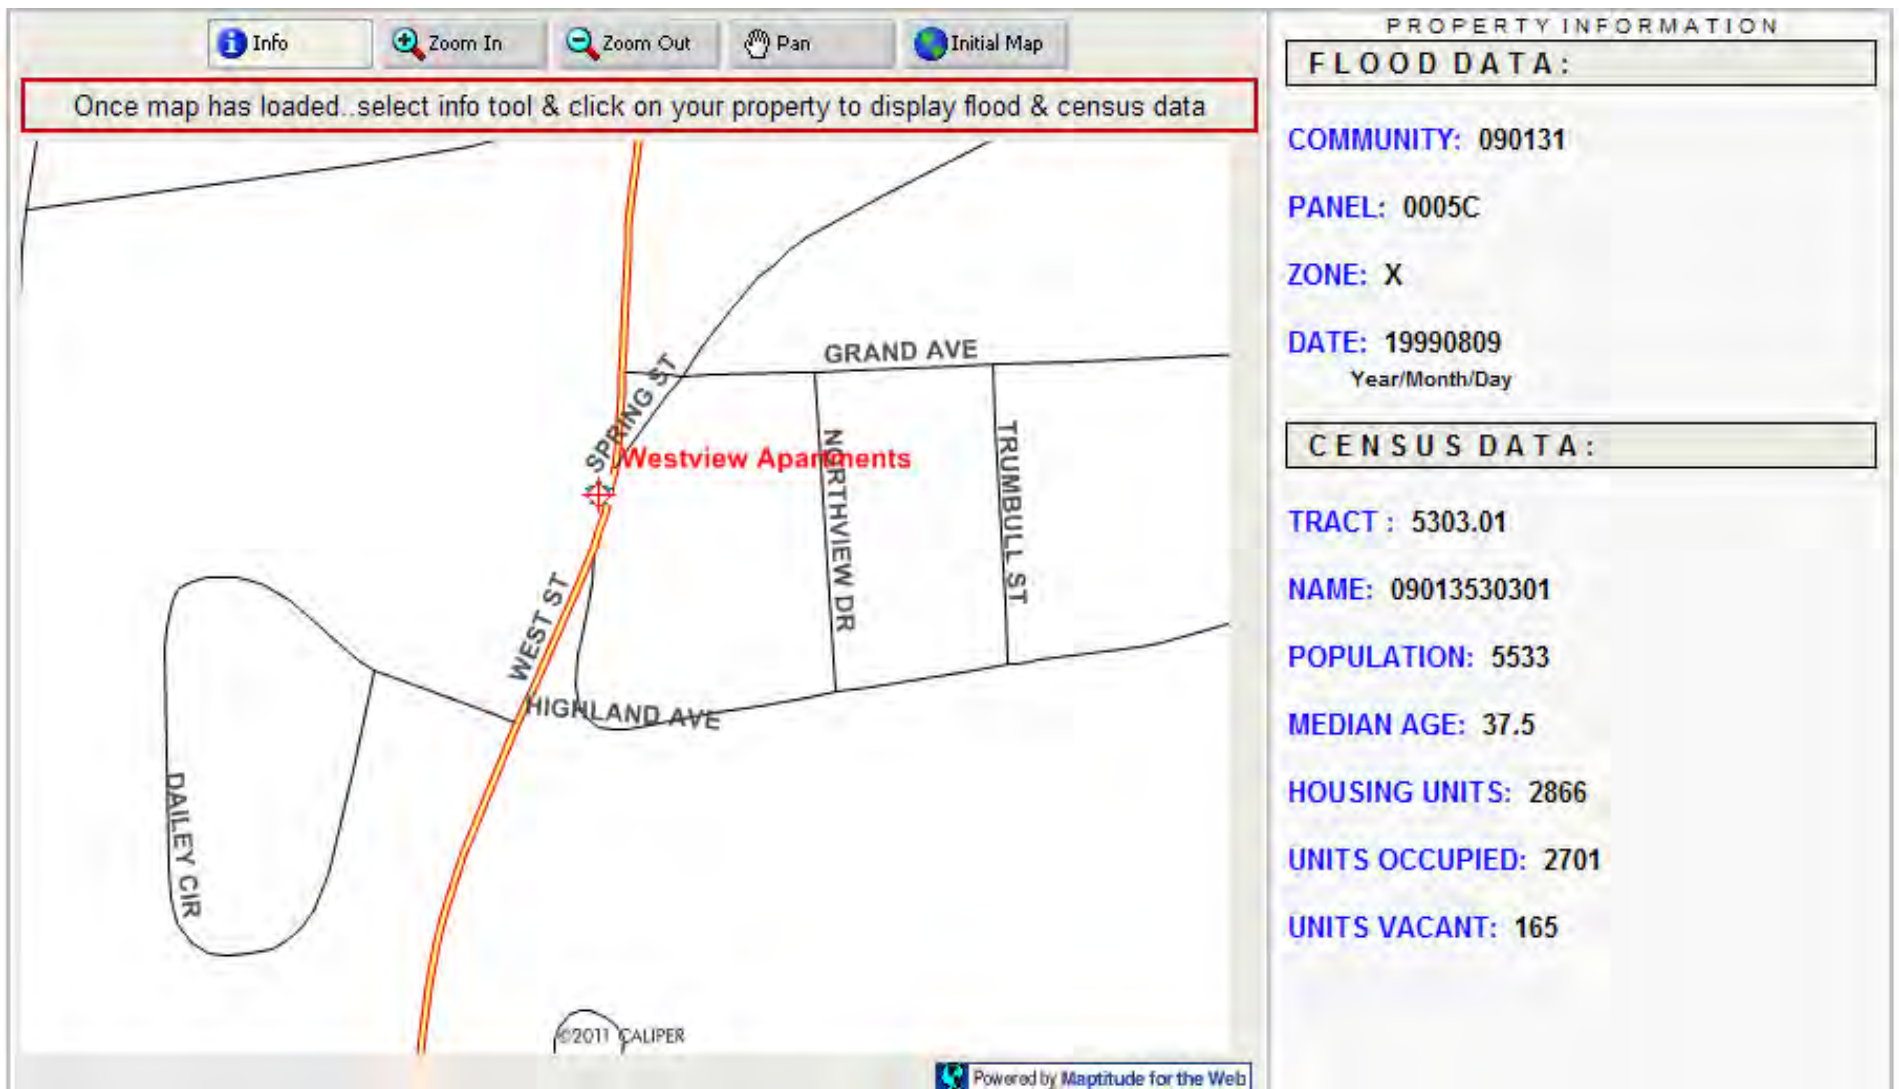 Info
Zoom In
Zoom Out
Pan
Initial Map
Once map has loaded..select info tool & click on your property to display flood & census data
GRAND AVE
SPRING ST
Westview Apartments
NORTHVIEW DR
TRUMBULL ST
WEST ST
HIGHLAND AVE
DAILEY CIR
©2011 CALIPER
Powered by Maptitude for the Web
PROPERTY INFORMATION
FLOOD DATA:
COMMUNITY: 090131
PANEL: 0005C
ZONE: X
DATE: 19990809
Year/Month/Day
CENSUS DATA:
TRACT : 5303.01
NAME: 09013530301
POPULATION: 5533
MEDIAN AGE: 37.5
HOUSING UNITS: 2866
UNITS OCCUPIED: 2701
UNITS VACANT: 165